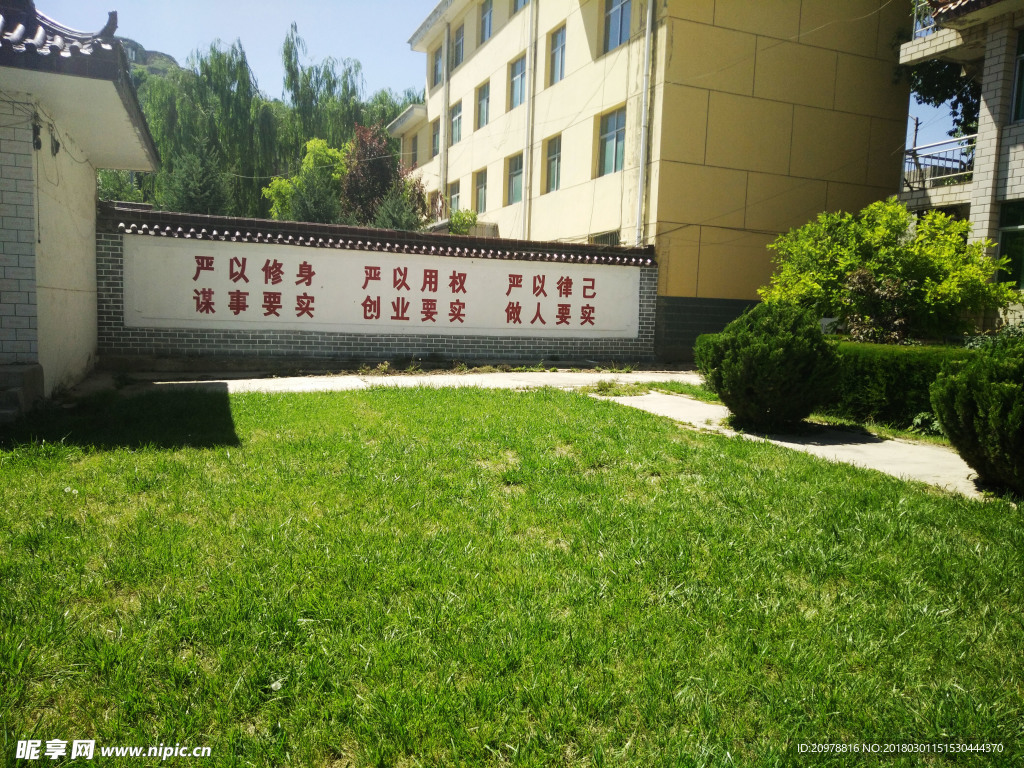 严以修身 严以用权 严以律己
谋事要实 创业要实 做人要实
昵享网 www.nipic.cn
ID:20978816 NO:20180301151530444370